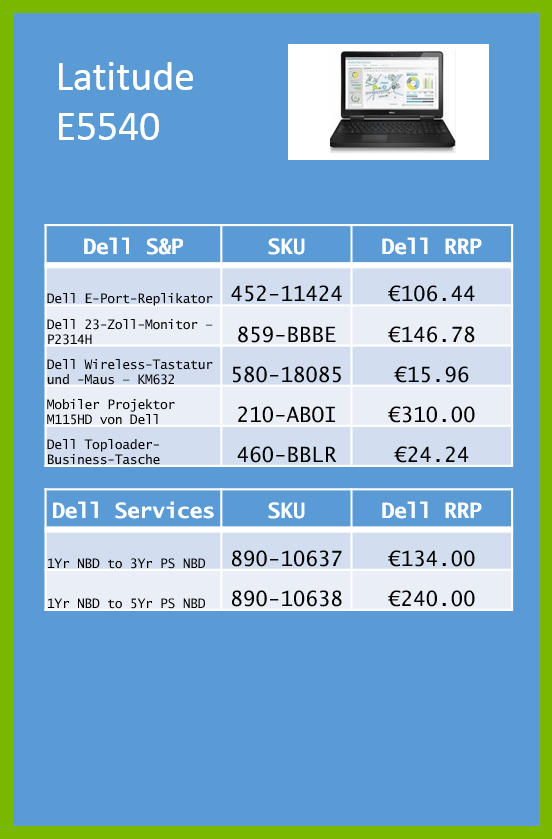 Latitude
E5540
Dell S&P SKU Dell RRP
Dell E-Port-Replikator 452-11424 €106.44
Dell 23-Zoll-Monitor –
P2314H 859-BBBE €146.78
Dell Wireless-Tastatur
und -Maus – KM632 580-18085 €15.96
Mobiler Projektor
M115HD von Dell 210-ABOI €310.00
Dell Toploader-
Business-Tasche 460-BBLR €24.24
Dell Services SKU Dell RRP
1Yr NBD to 3Yr PS NBD 890-10637 €134.00
1Yr NBD to 5Yr PS NBD 890-10638 €240.00